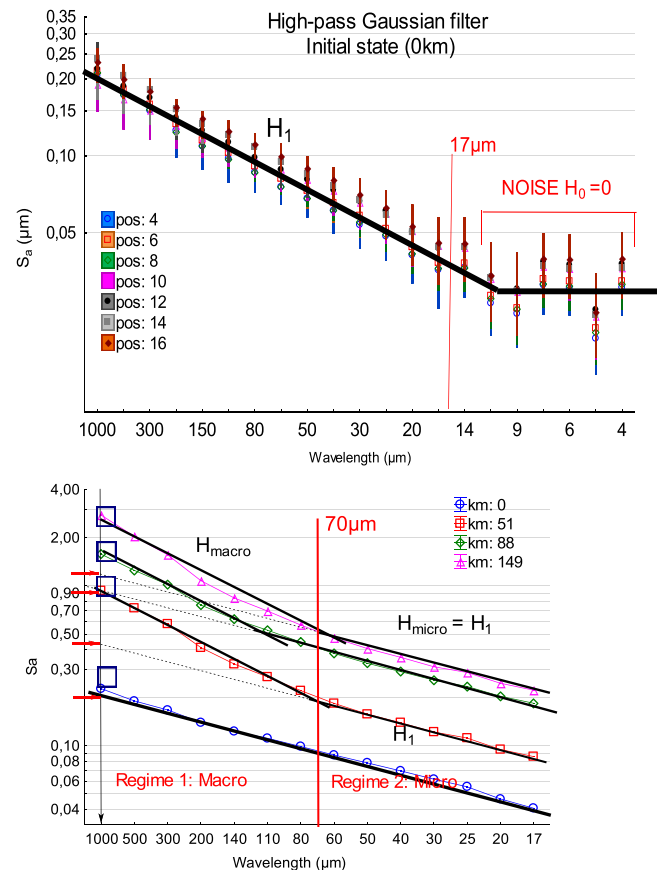 High-pass Gaussian filter
Initial state (0km)
0,35
0,30
0,20
0,15
0,10
0,05
Sa (µm)
H1
17µm
NOISE H0 =0
pos: 4
pos: 6
pos: 8
pos: 10
pos: 12
pos: 14
pos: 16
1000 300 150 80 50 30 20 14 9 6 4
Wavelength (µm)
4,00
2,00
0,90
0,70
0,50
0,30
0,10
0,08
0,06
0,04
Sa
km: 0
km: 51
km: 88
km: 149
70µm
Hmacro
Hmicro = H1
H1
Regime 1: Macro
Regime 2: Micro
1000 500 300 200 140 110 80 60 50 40 30 25 20 17
Wavelength (µm)